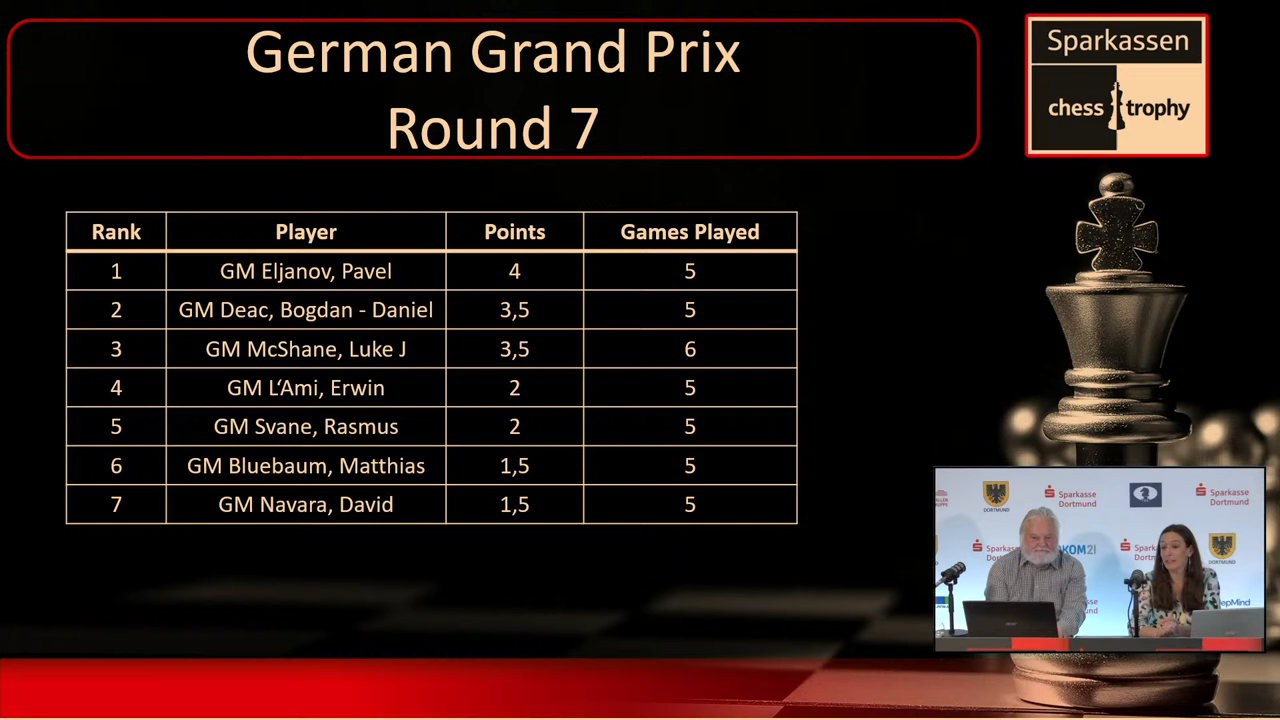 German Grand Prix
Round 7
Sparkassen
chess trophy
Rank Player Points Games Played
1 GM Eljanov, Pavel 4 5
2 GM Deac, Bogdan - Daniel 3,5 5
3 GM McShane, Luke J 3,5 6
4 GM L‘Ami, Erwin 2 5
5 GM Svane, Rasmus 2 5
6 GM Bluebaum, Matthias 1,5 5
7 GM Navara, David 1,5 5
DORTMUND
Sparkasse
Dortmund
Sparkasse
Dortmund
DORTMUND